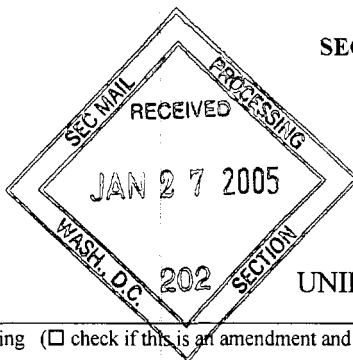 SEC
SEC MAIL
PROCESSING
RECEIVED
JAN 27 2005
WASH., D.C.
202
SECTION
UNII
ing (☐ check if this is an amendment and